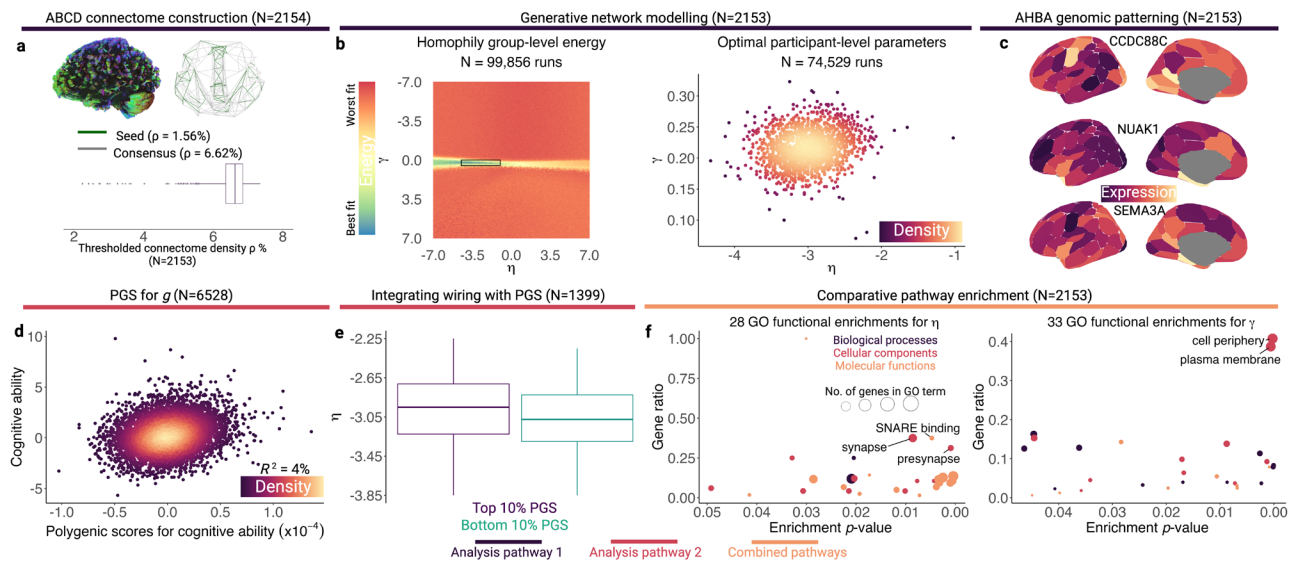 ABCD connectome construction (N=2154)
Generative network modelling (N=2153)
AHBA genomic patterning (N=2153)
a
Seed (ρ = 1.56%)
Consensus (ρ = 6.62%)
2 4 6 8
Thresholded connectome density ρ %
(N=2153)
b
Homophily group-level energy
N = 99,856 runs
Worst fit
Energy
Best fit
-7.0
-3.5
0.0
3.5
7.0
γ
-7.0 -3.5 0.0 3.5 7.0
η
Optimal participant-level parameters
N = 74,529 runs
0.30
0.25
0.20
0.15
0.10
γ
Density
-4 -3 -2 -1
η
c
CCDC88C
NUAK1
Expression
SEMA3A
PGS for g (N=6528)
Integrating wiring with PGS (N=1399)
Comparative pathway enrichment (N=2153)
d
10
5
0
-5
Cognitive ability
R² = 4%
Density
-1.0 -0.5 0.0 0.5 1.0
Polygenic scores for cognitive ability (x10⁻⁴)
e
-2.25
-2.65
-3.05
-3.45
-3.85
η
Top 10% PGS
Bottom 10% PGS
f
28 GO functional enrichments for η
Biological processes
Cellular components
Molecular functions
No. of genes in GO term
SNARE binding
synapse
presynapse
1.00
0.75
0.50
0.25
0.00
Gene ratio
0.05 0.04 0.03 0.02 0.01 0.00
Enrichment p-value
33 GO functional enrichments for γ
cell periphery
plasma membrane
0.4
0.3
0.2
0.1
0.0
Gene ratio
0.04 0.03 0.02 0.01 0.00
Enrichment p-value
Analysis pathway 1
Analysis pathway 2
Combined pathways